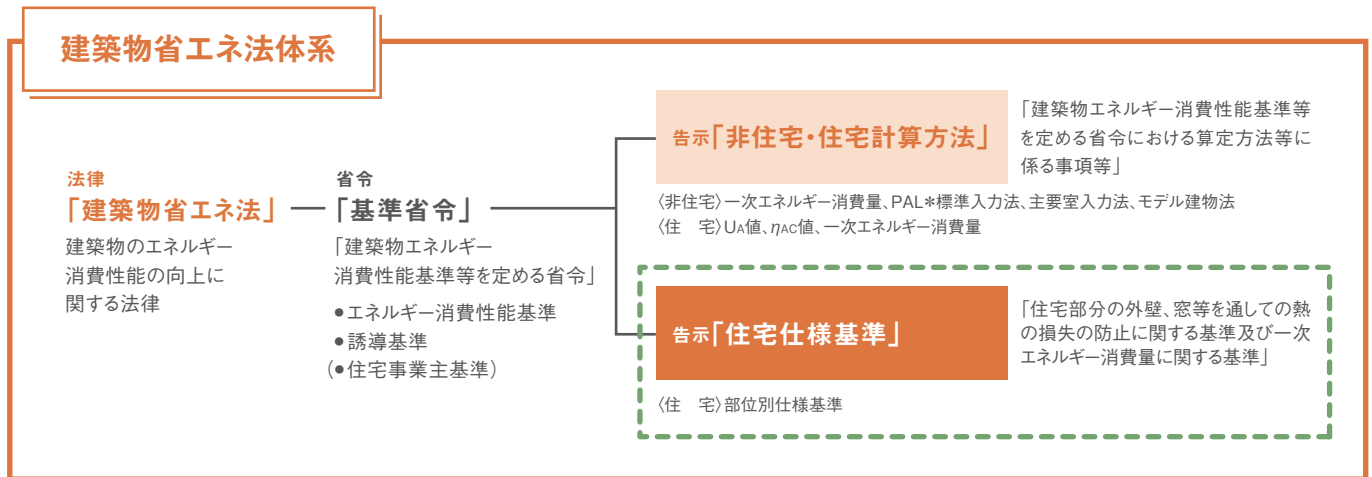 建築物省エネ法体系
法律
「建築物省エネ法」
建築物のエネルギー
消費性能の向上に
関する法律
省令
「基準省令」
「建築物エネルギー
消費性能基準等を定める省令」
●エネルギー消費性能基準
●誘導基準
(●住宅事業主基準)
告示「非住宅・住宅計算方法」
「建築物エネルギー消費性能基準等
を定める省令における算定方法等に
係る事項等」
〈非住宅〉一次エネルギー消費量、PAL＊標準入力法、主要室入力法、モデル建物法
〈住　宅〉UA値、ηAC値、一次エネルギー消費量
告示「住宅仕様基準」
「住宅部分の外壁、窓等を通しての熱
の損失の防止に関する基準及び一次
エネルギー消費量に関する基準」
〈住　宅〉部位別仕様基準